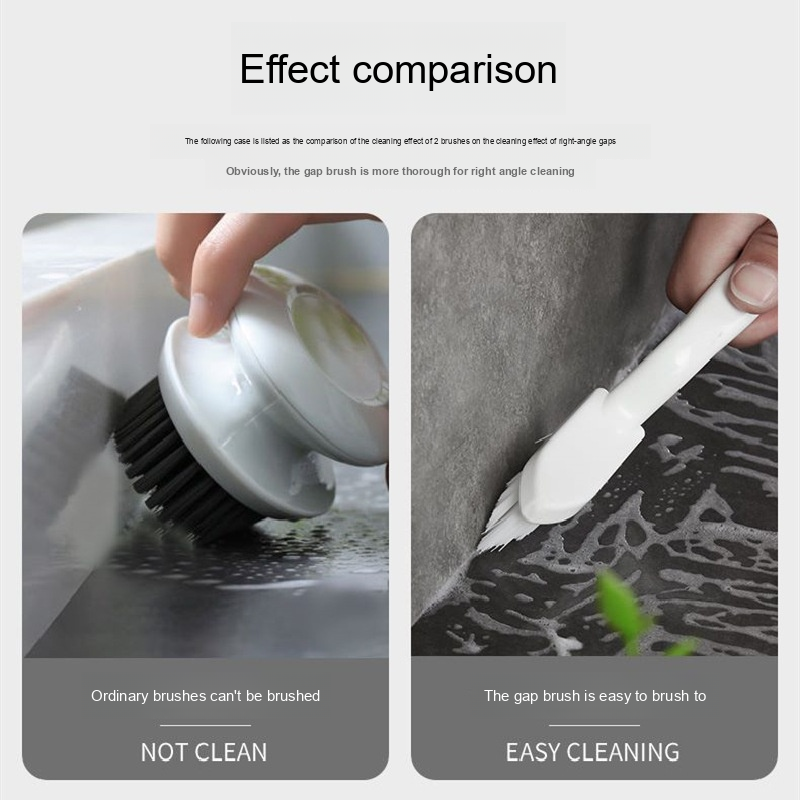 Effect comparison
The following case is listed as the comparison of the cleaning effect of 2 brushes on the cleaning effect of right-angle gaps
Obviously, the gap brush is more thorough for right angle cleaning
Ordinary brushes can't be brushed
NOT CLEAN
The gap brush is easy to brush to
EASY CLEANING